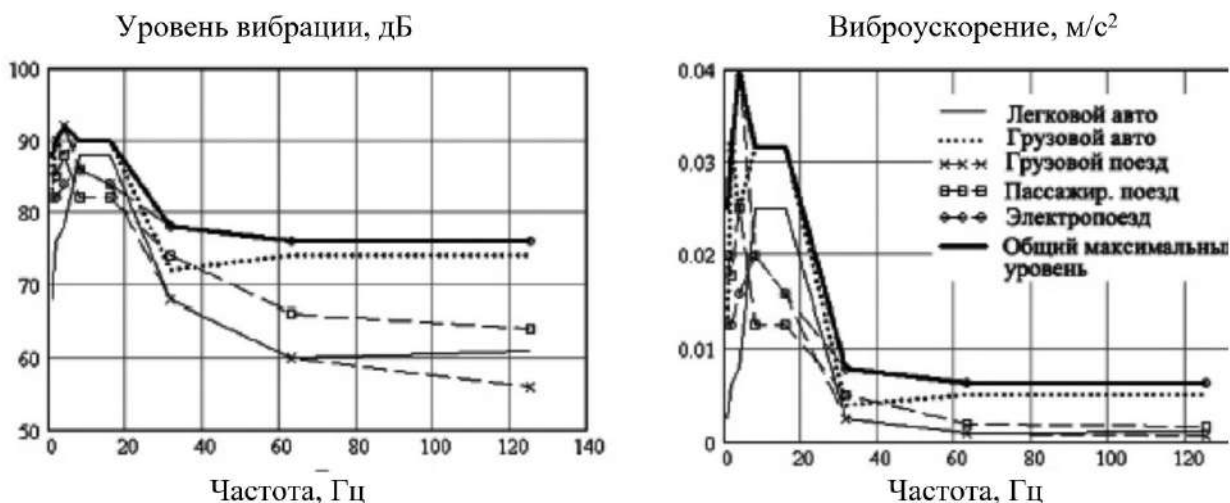 Уровень вибрации, дБ
100
90
80
70
60
50
0 20 40 60 80 100 120 140
Частота, Гц
Виброускорение, м/с²
0.04
0.03
0.02
0.01
0
0 20 40 60 80 100 120
Частота, Гц
Легковой авто
Грузовой авто
Грузовой поезд
Пассажир. поезд
Электропоезд
Общий максимальны
уровень